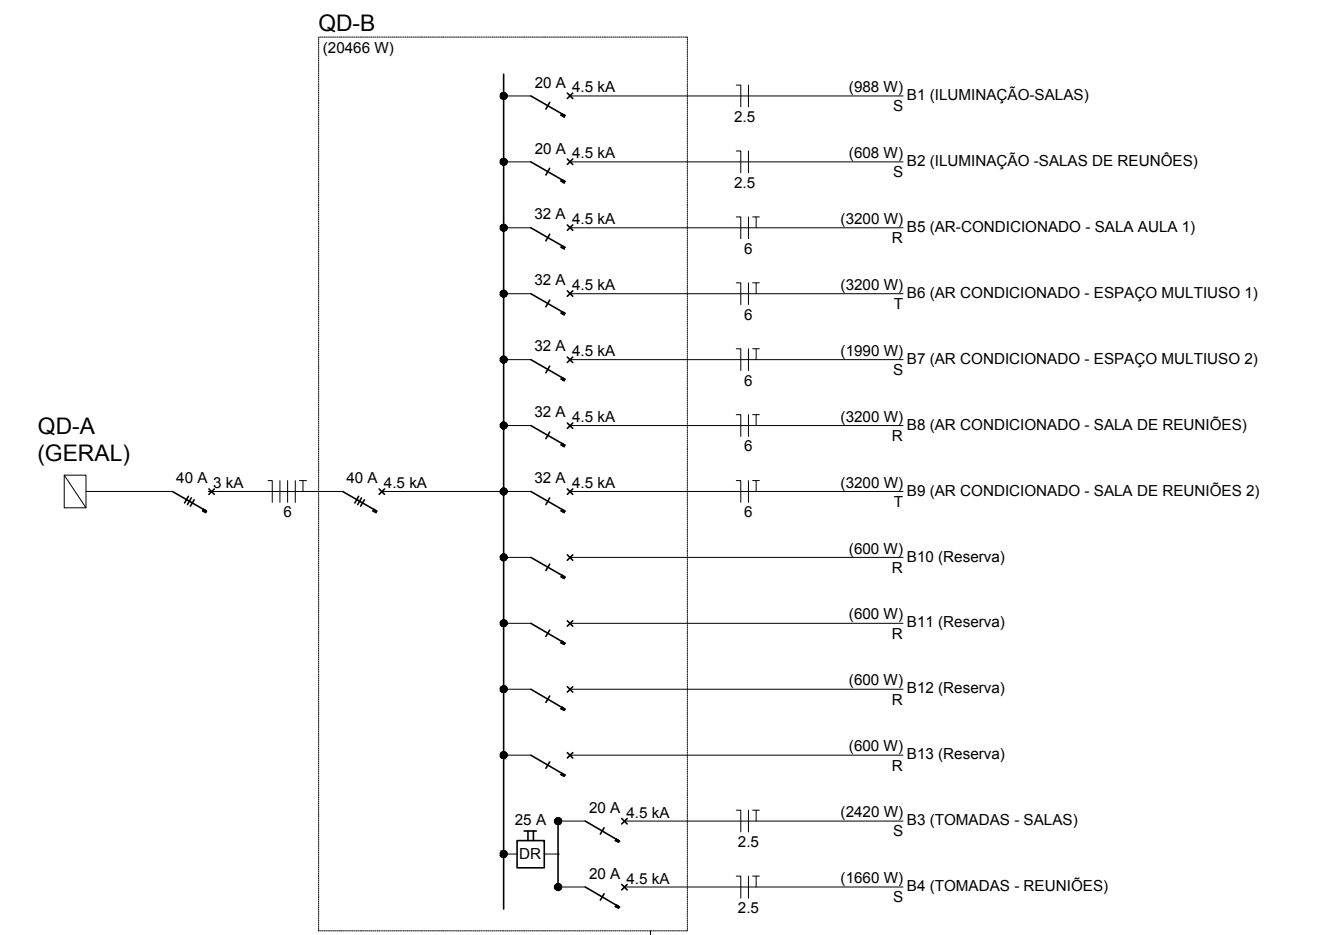 QD-B
(20466 W)
20 A 4.5 kA 2.5 (988 W) S B1 (ILUMINAÇÃO-SALAS)
20 A 4.5 kA 2.5 (608 W) S B2 (ILUMINAÇÃO -SALAS DE REUNÔES)
32 A 4.5 kA T 6 (3200 W) R B5 (AR-CONDICIONADO - SALA AULA 1)
32 A 4.5 kA T 6 (3200 W) T B6 (AR CONDICIONADO - ESPAÇO MULTIUSO 1)
32 A 4.5 kA T 6 (1990 W) S B7 (AR CONDICIONADO - ESPAÇO MULTIUSO 2)
32 A 4.5 kA T 6 (3200 W) R B8 (AR CONDICIONADO - SALA DE REUNIÕES)
QD-A
(GERAL)
40 A 3 kA T 6 40 A 4.5 kA
32 A 4.5 kA T 6 (3200 W) T B9 (AR CONDICIONADO - SALA DE REUNIÕES 2)
(600 W) R B10 (Reserva)
(600 W) R B11 (Reserva)
(600 W) R B12 (Reserva)
(600 W) R B13 (Reserva)
25 A
DR
20 A 4.5 kA T 2.5 (2420 W) S B3 (TOMADAS - SALAS)
20 A 4.5 kA T 2.5 (1660 W) S B4 (TOMADAS - REUNIÕES)